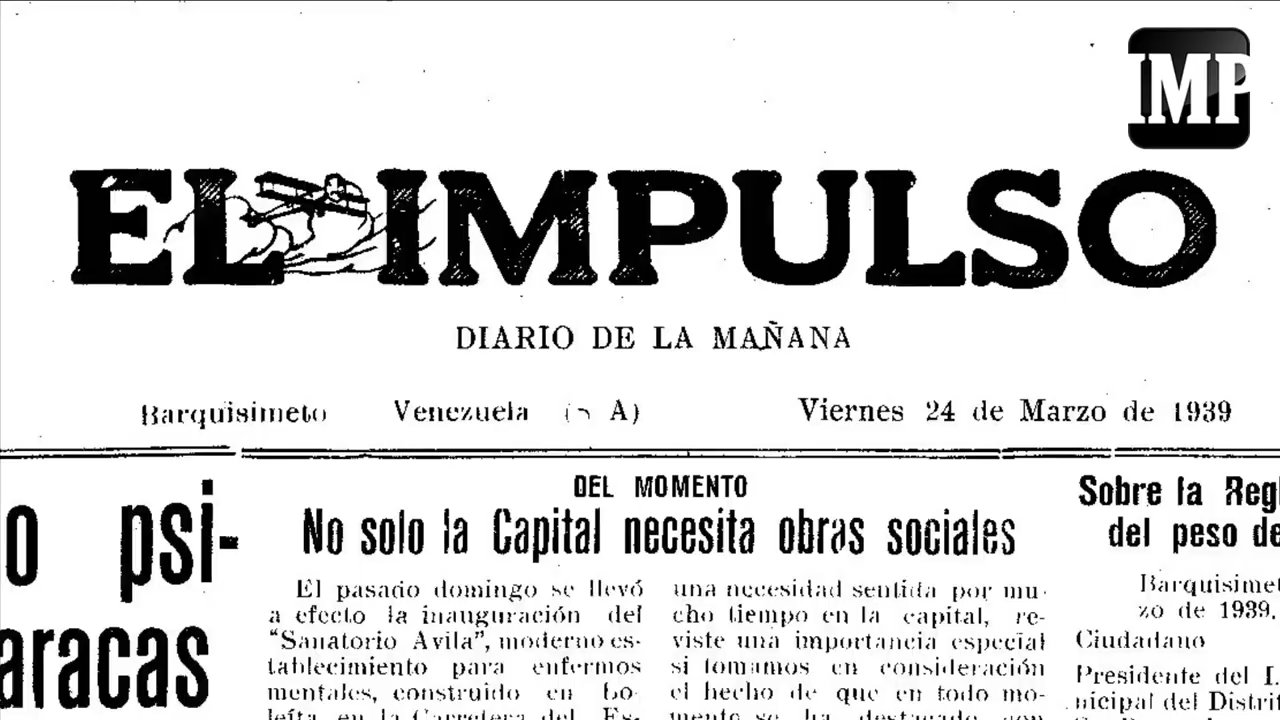 IMP
EL IMPULSO
DIARIO DE LA MAÑANA
Barquisimeto Venezuela A) Viernes 24 de Marzo de 1939
o psi-
aracas
DEL MOMENTO
No solo la Capital necesita obras sociales
El pasado domingo se llevó
a efecto la inauguración del
“Sanatorio Avila”, moderno es-
tablecimiento para enfermos
mentales, construido en Lo-
leíta, en la Carretera del Es-
una necesidad sentida por mu-
cho tiempo en la capital, re-
viste una importancia especial
si tomamos en consideración
el hecho de que en todo mo-
mento se ha destacado con
Sobre la Regl
del peso de
Barquisimet
zo de 1939.
Ciudadano
Presidente del I.
nicipal del Distri